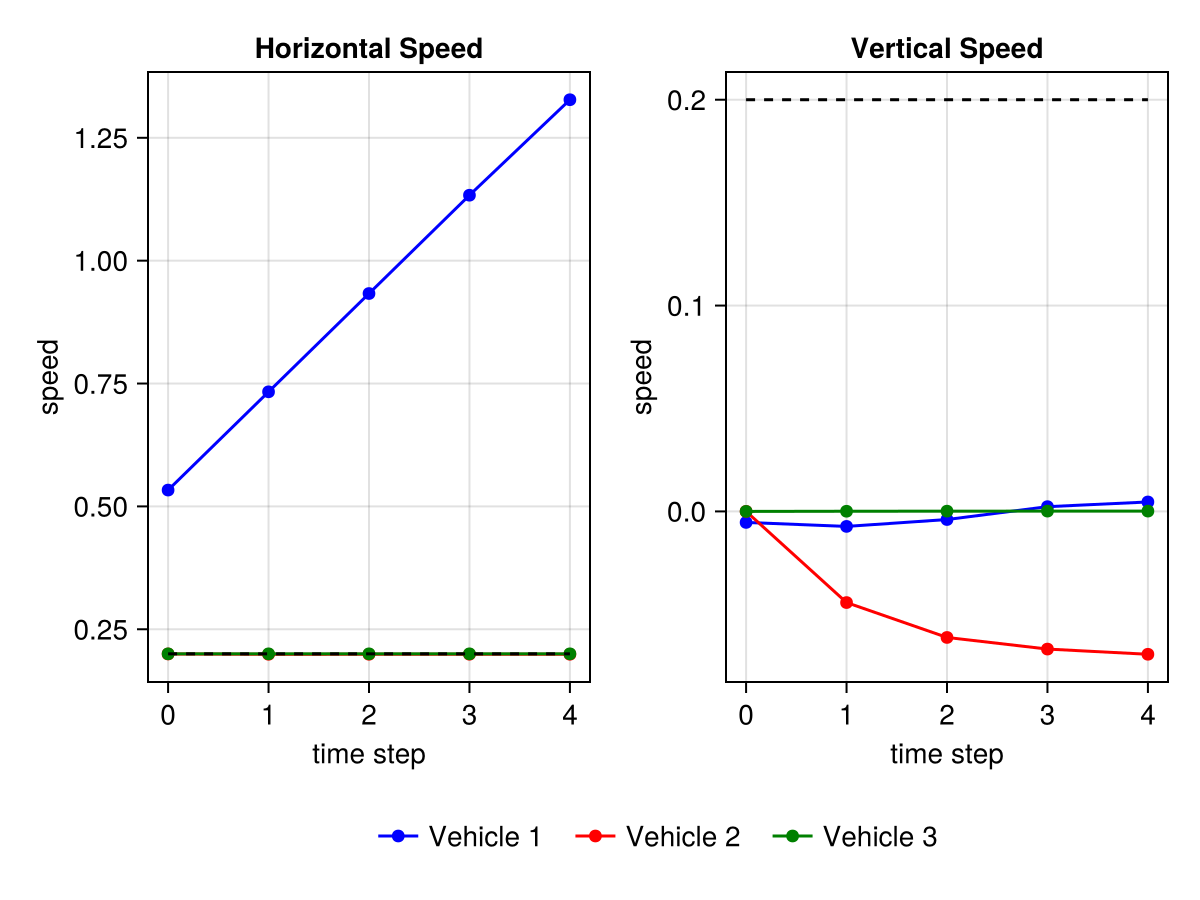 Horizontal Speed
1.25
1.00
0.75
0.50
0.25
speed
0 1 2 3 4
time step
Vertical Speed
0.2
0.1
0.0
speed
0 1 2 3 4
time step
Vehicle 1 Vehicle 2 Vehicle 3